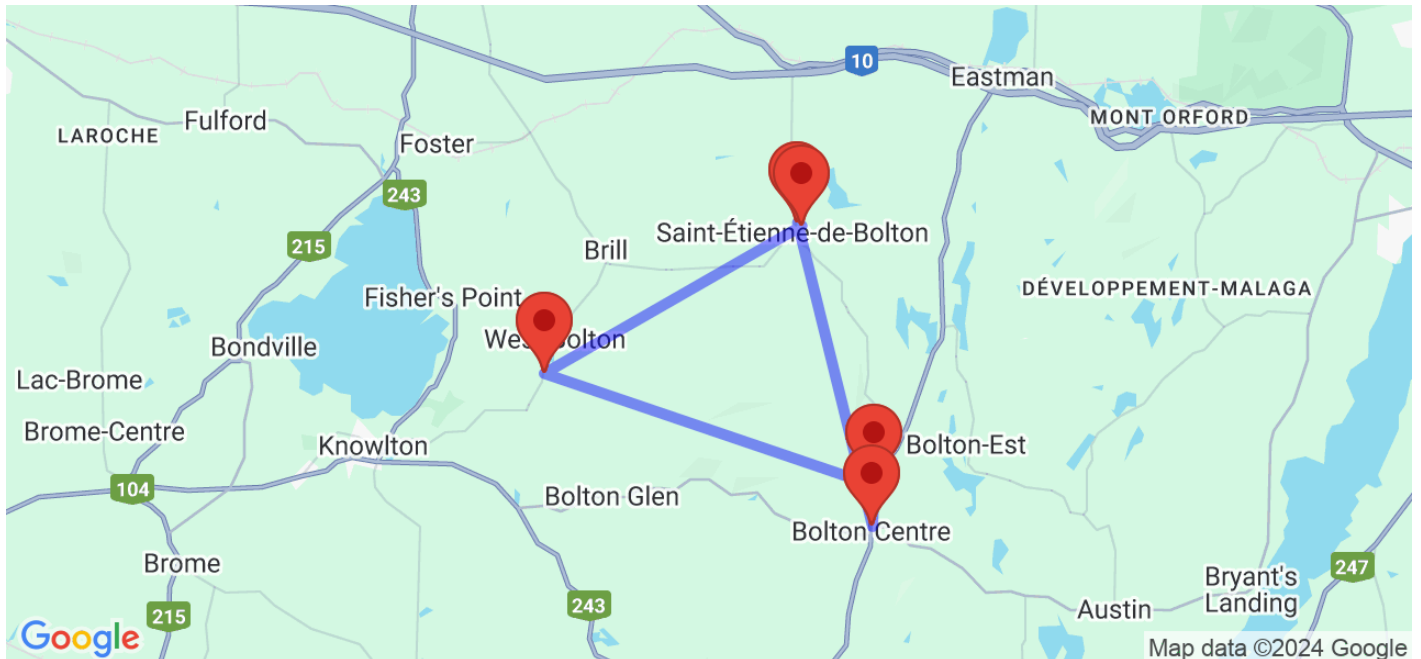 10
Eastman
MONT ORFORD
Fulford
LAROCHE
Foster
243
215
Saint-Étienne-de-Bolton
Brill
Fisher's Point
DÉVELOPPEMENT-MALAGA
West Bolton
Bondville
Lac-Brome
Brome-Centre
Knowlton
Bolton-Est
104
Bolton Glen
Bolton Centre
Brome
247
Bryant's
Landing
243
Austin
215
Google
Map data ©2024 Google